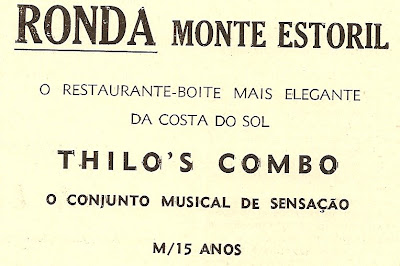 RONDA MONTE ESTORIL
O RESTAURANTE-BOITE MAIS ELEGANTE
DA COSTA DO SOL
THILO'S COMBO
O CONJUNTO MUSICAL DE SENSAÇÃO
M/15 ANOS